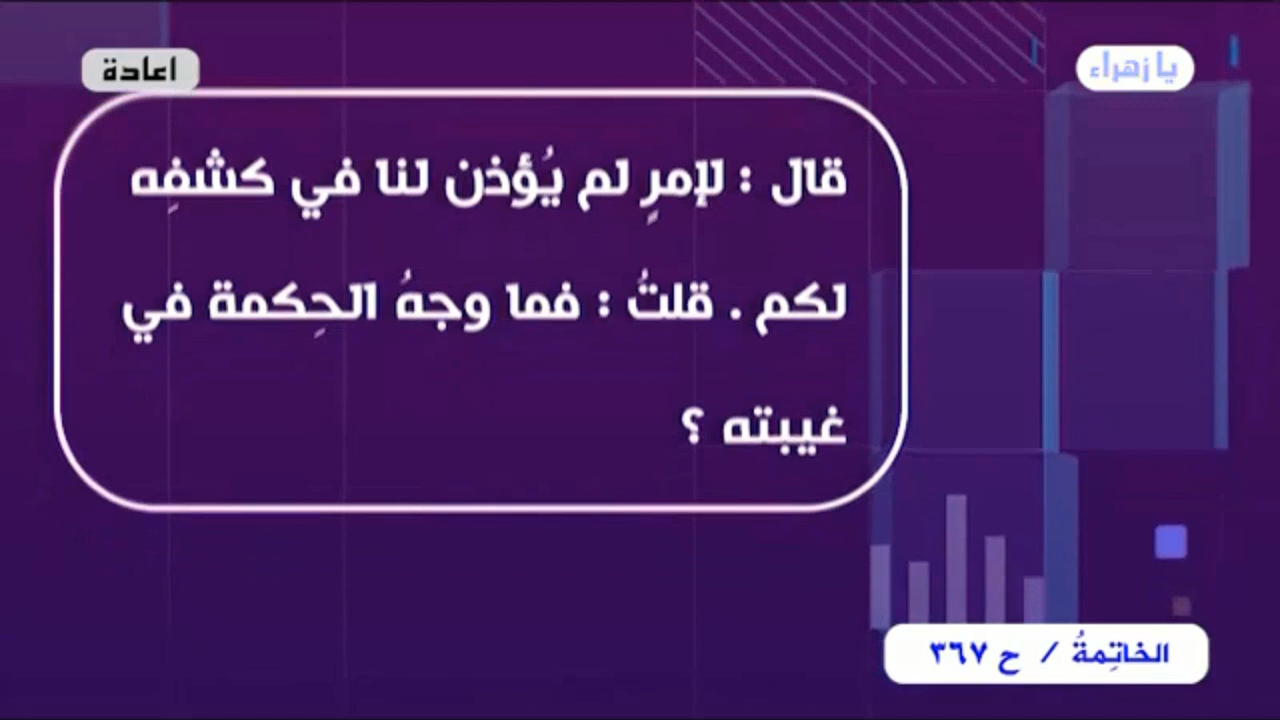 يا زهراء
اعادة
قال : لإمرٍ لم يُؤذن لنا في كشفِه
لكم . قلتُ : فما وجهُ الحِكمة في
غيبته ؟
الخاتِمةُ / ح ٣٦٧